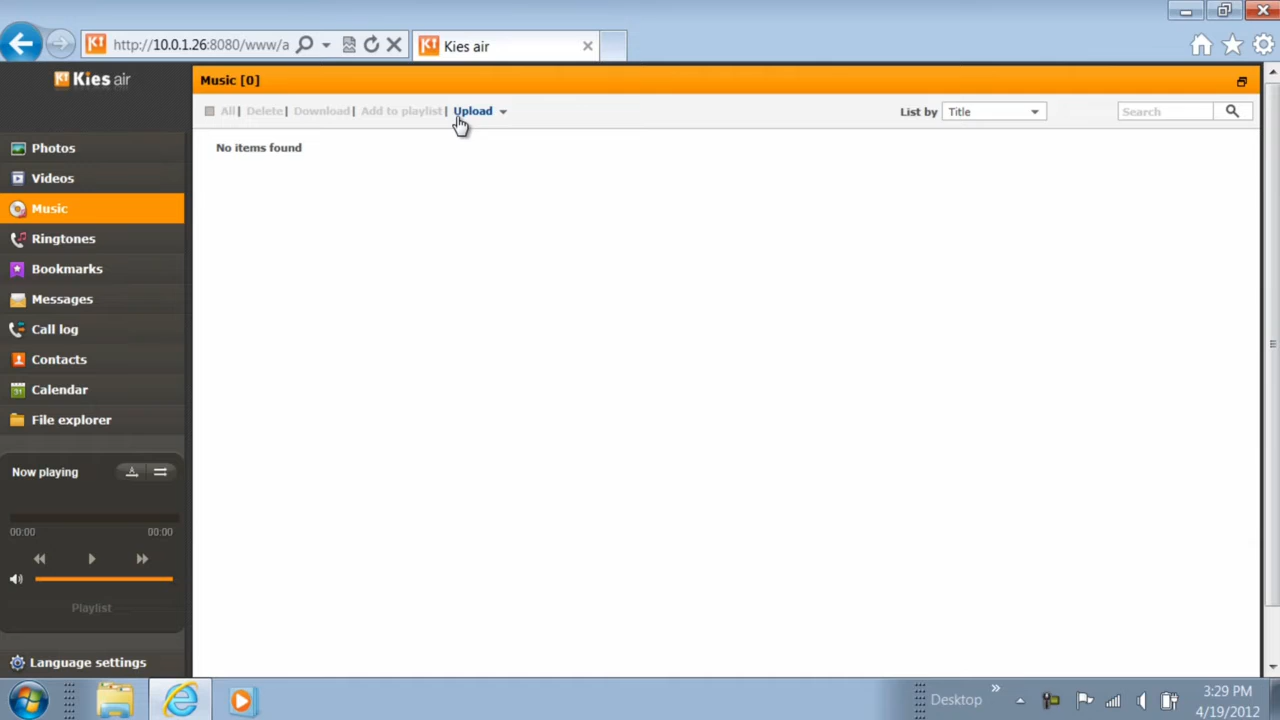 http://10.0.1.26:8080/www/a
Kies air
Kies air
Music [0]
All | Delete | Download | Add to playlist | Upload
List by Title Search
No items found
Photos
Videos
Music
Ringtones
Bookmarks
Messages
Call log
Contacts
Calendar
File explorer
Now playing
00:00 00:00
Playlist
Language settings
Desktop
3:29 PM
4/19/2012